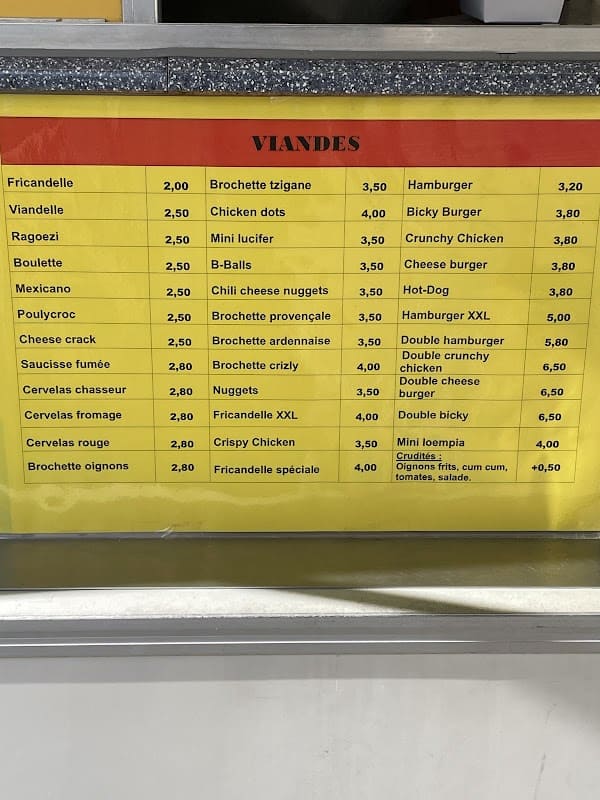 VIANDES
Fricandelle 2,00 Brochette tzigane 3,50 Hamburger 3,20
Viandelle 2,50 Chicken dots 4,00 Bicky Burger 3,80
Ragoezi 2,50 Mini lucifer 3,50 Crunchy Chicken 3,80
Boulette 2,50 B-Balls 3,50 Cheese burger 3,80
Mexicano 2,50 Chili cheese nuggets 3,50 Hot-Dog 3,80
Poulycroc 2,50 Brochette provençale 3,50 Hamburger XXL 5,00
Cheese crack 2,50 Brochette ardennaise 3,50 Double hamburger 5,80
Saucisse fumée 2,80 Brochette crizly 4,00 Double crunchy
chicken 6,50
Cervelas chasseur 2,80 Nuggets 3,50 Double cheese
burger 6,50
Cervelas fromage 2,80 Fricandelle XXL 4,00 Double bicky 6,50
Cervelas rouge 2,80 Crispy Chicken 3,50 Mini loempia 4,00
Brochette oignons 2,80 Fricandelle spéciale 4,00 Crudités :
Oignons frits, cum cum,
tomates, salade. +0,50